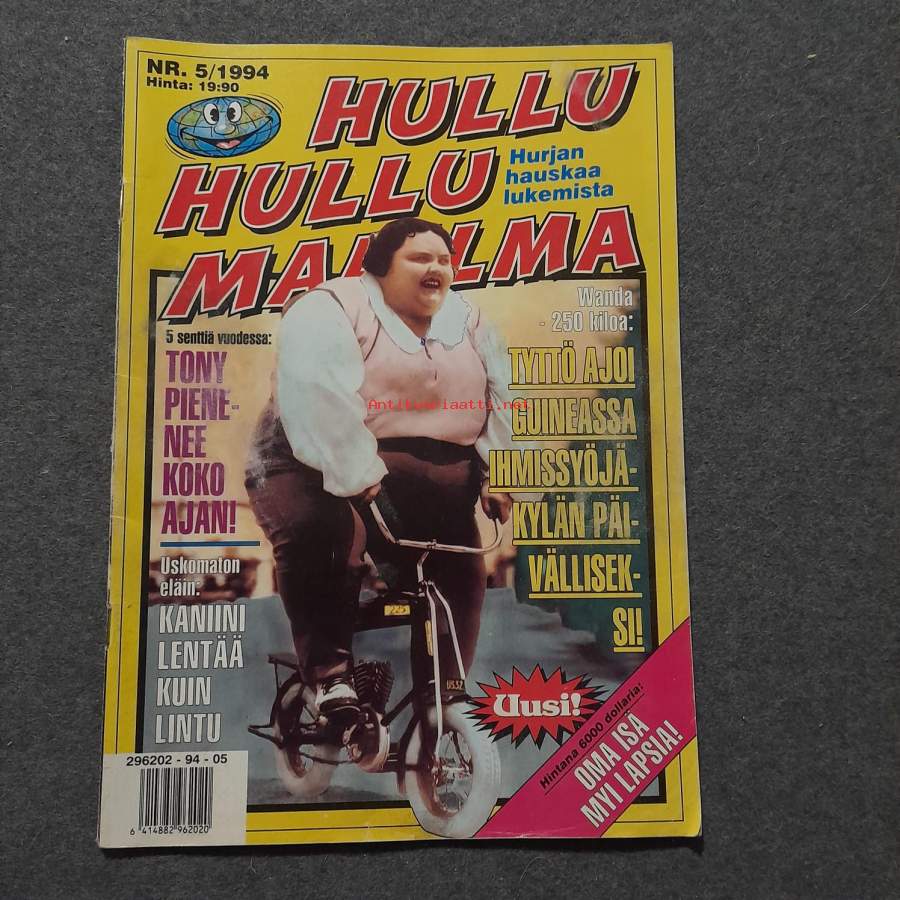 NR. 5/1994
Hinta: 19:90
HULLU
HULLU
Hurjan
hauskaa
lukemista
MAAILMA
5 senttiä vuodessa:
TONY
PIENE-
NEE
KOKO
AJAN!
Uskomaton
eläin:
KANIINI
LENTÄÄ
KUIN
LINTU
Wanda
- 250 kiloa:
TYTTÖ AJOI
GUINEASSA
IHMISSYÖJÄ-
KYLÄN PÄI-
VÄLLISEK-
SI!
Antikvariaatti.net
225
US32
Uusi!
Hintana 6000 dollaria:
OMA ISÄ
MYI LAPSIA!
296202 - 94 - 05
6 414882 962020